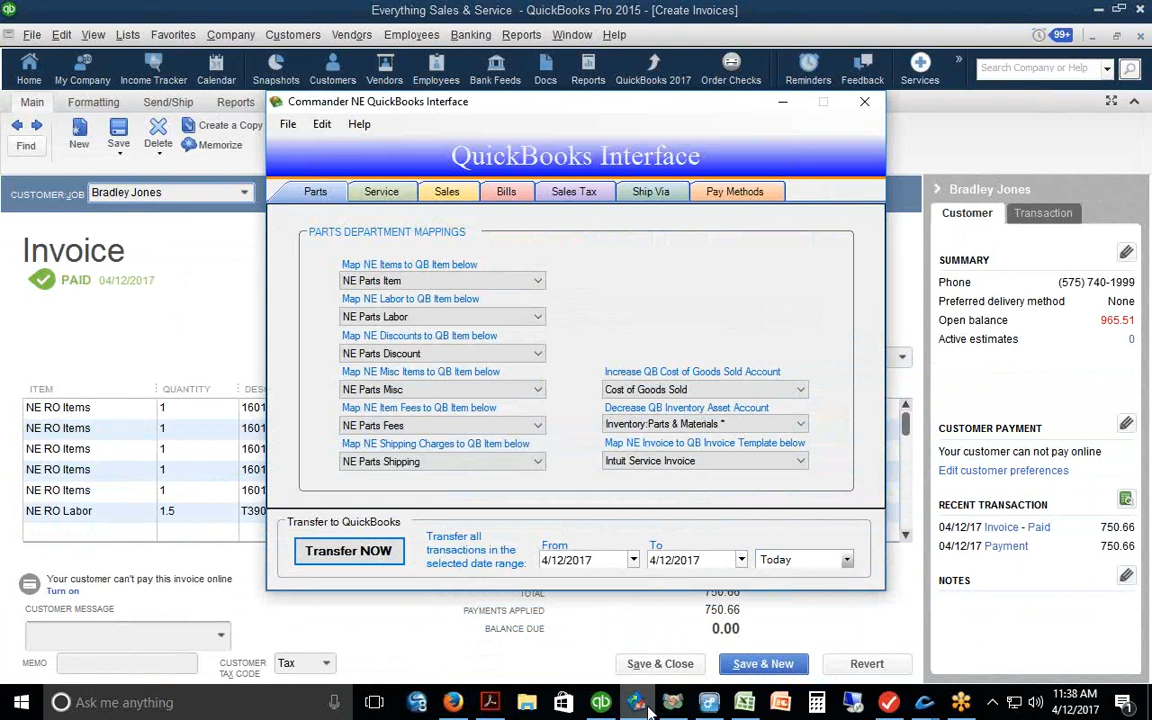 Everything Sales & Service - QuickBooks Pro 2015 - [Create Invoices]
File Edit View Lists Favorites Company Customers Vendors Employees Banking Reports Window Help
99+
Home My Company Income Tracker Calendar Snapshots Customers Vendors Employees Bank Feeds Docs Reports QuickBooks 2017 Order Checks Reminders Feedback Services
Search Company or Help
Main Formatting Send/Ship Reports
Find New Save Delete
Create a Copy
Memorize
CUSTOMER:JOB Bradley Jones
Invoice
PAID 04/12/2017
ITEM QUANTITY
NE RO Items 1 1601
NE RO Items 1 1601
NE RO Items 1 1601
NE RO Items 1 1601
NE RO Items 1 1601
NE RO Labor 1.5 T390
Your customer can't pay this invoice online
Turn on
CUSTOMER MESSAGE
MEMO
CUSTOMER TAX CODE Tax
TOTAL 750.66
PAYMENTS APPLIED 750.66
BALANCE DUE 0.00
Save & Close Save & New Revert
Commander NE QuickBooks Interface
File Edit Help
QuickBooks Interface
Parts Service Sales Bills Sales Tax Ship Via Pay Methods
PARTS DEPARTMENT MAPPINGS
Map NE Items to QB Item below
NE Parts Item
Map NE Labor to QB Item below
NE Parts Labor
Map NE Discounts to QB Item below
NE Parts Discount
Map NE Misc Items to QB Item below
NE Parts Misc
Map NE Item Fees to QB Item below
NE Parts Fees
Map NE Shipping Charges to QB Item below
NE Parts Shipping
Increase QB Cost of Goods Sold Account
Cost of Goods Sold
Decrease QB Inventory Asset Account
Inventory:Parts & Materials *
Map NE Invoice to QB Invoice Template below
Intuit Service Invoice
Transfer to QuickBooks
Transfer NOW
Transfer all
transactions in the
selected date range:
From
4/12/2017
To
4/12/2017
Today
Bradley Jones
Customer Transaction
SUMMARY
Phone (575) 740-1999
Preferred delivery method None
Open balance 965.51
Active estimates 0
CUSTOMER PAYMENT
Your customer can not pay online
Edit customer preferences
RECENT TRANSACTION
04/12/17 Invoice - Paid 750.66
04/12/17 Payment 750.66
NOTES
Ask me anything
11:38 AM
4/12/2017
1